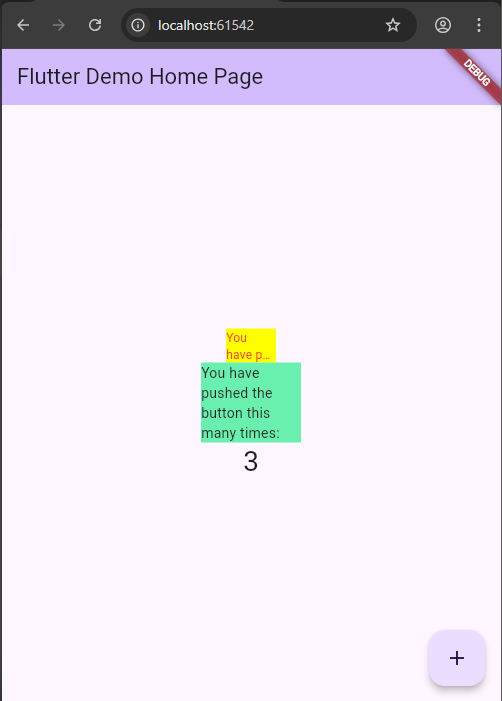 localhost:61542
Flutter Demo Home Page
DEBUG
You
have p...
You have
pushed the
button this
many times:
3